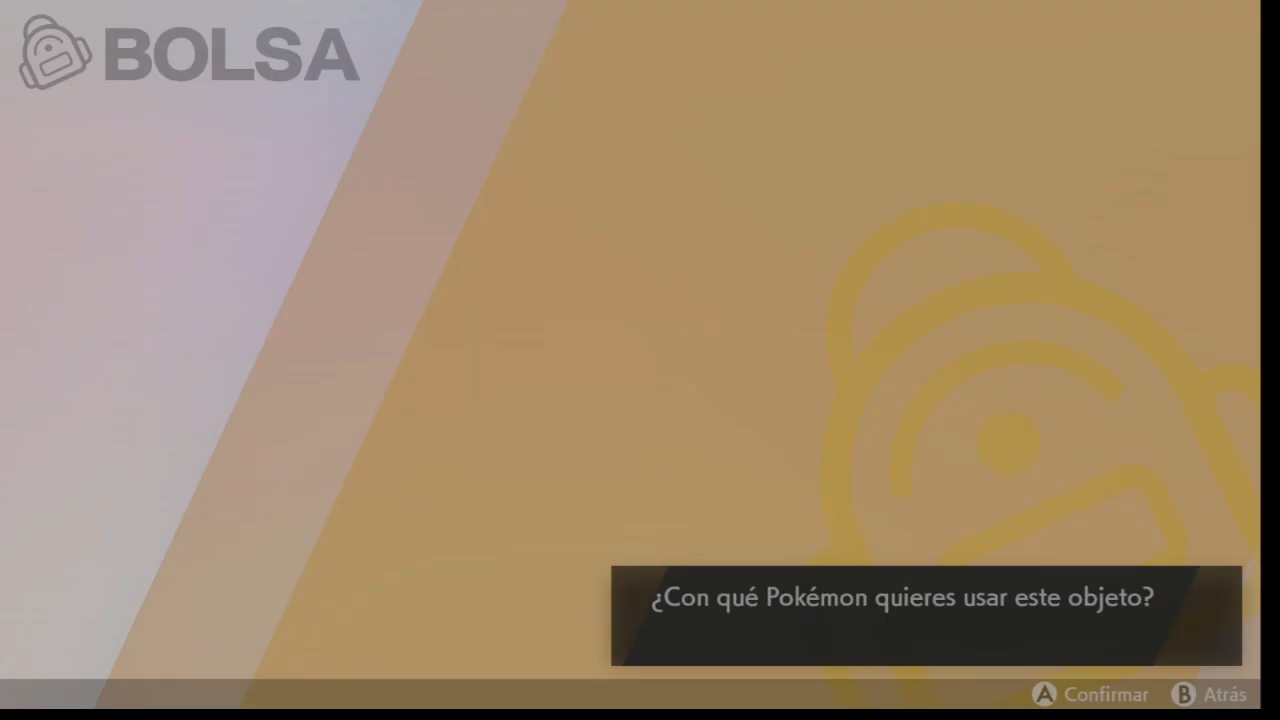 BOLSA
¿Con qué Pokémon quieres usar este objeto?
A Confirmar B Atrás